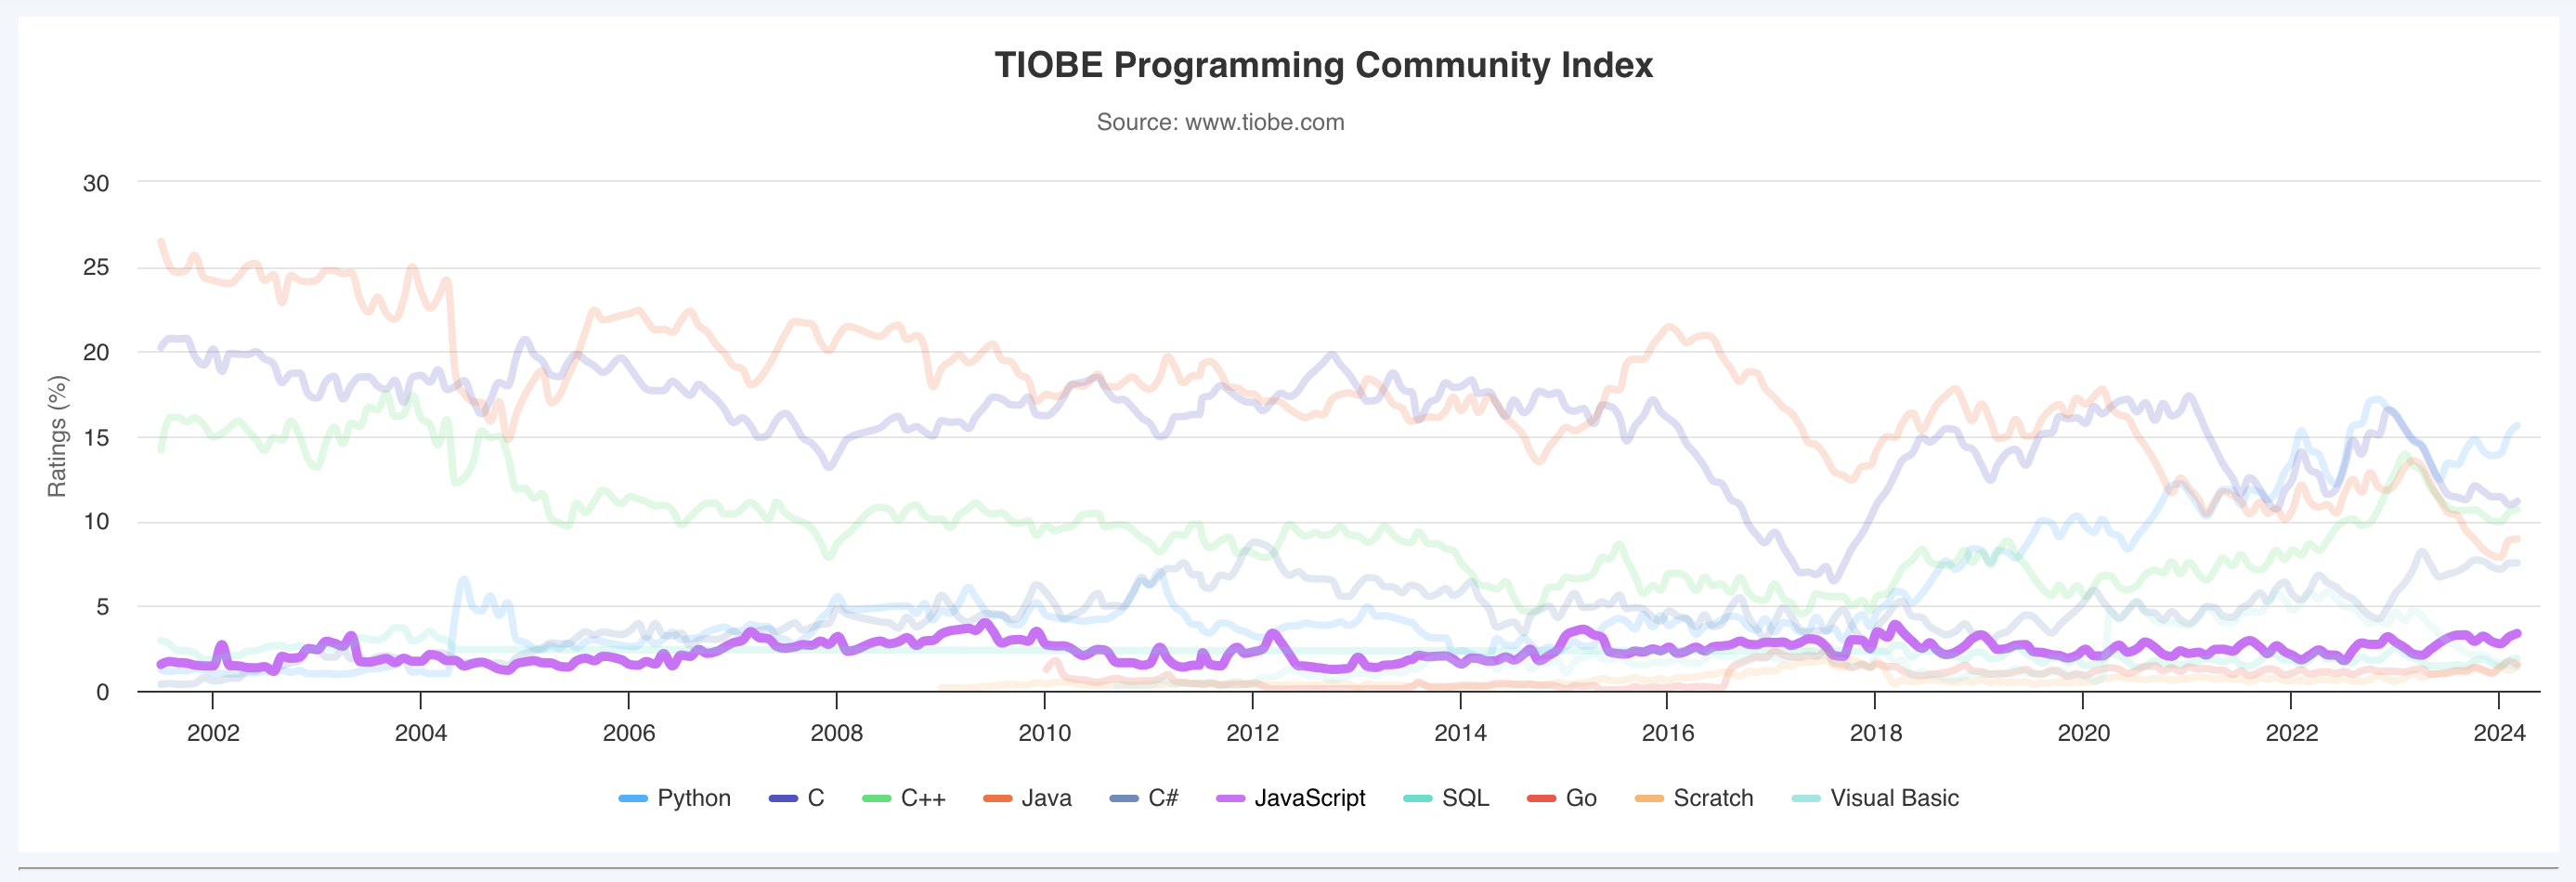 TIOBE Programming Community Index
Source: www.tiobe.com
Ratings (%)
30
25
20
15
10
5
0
2002 2004 2006 2008 2010 2012 2014 2016 2018 2020 2022 2024
Python C C++ Java C# JavaScript SQL Go Scratch Visual Basic